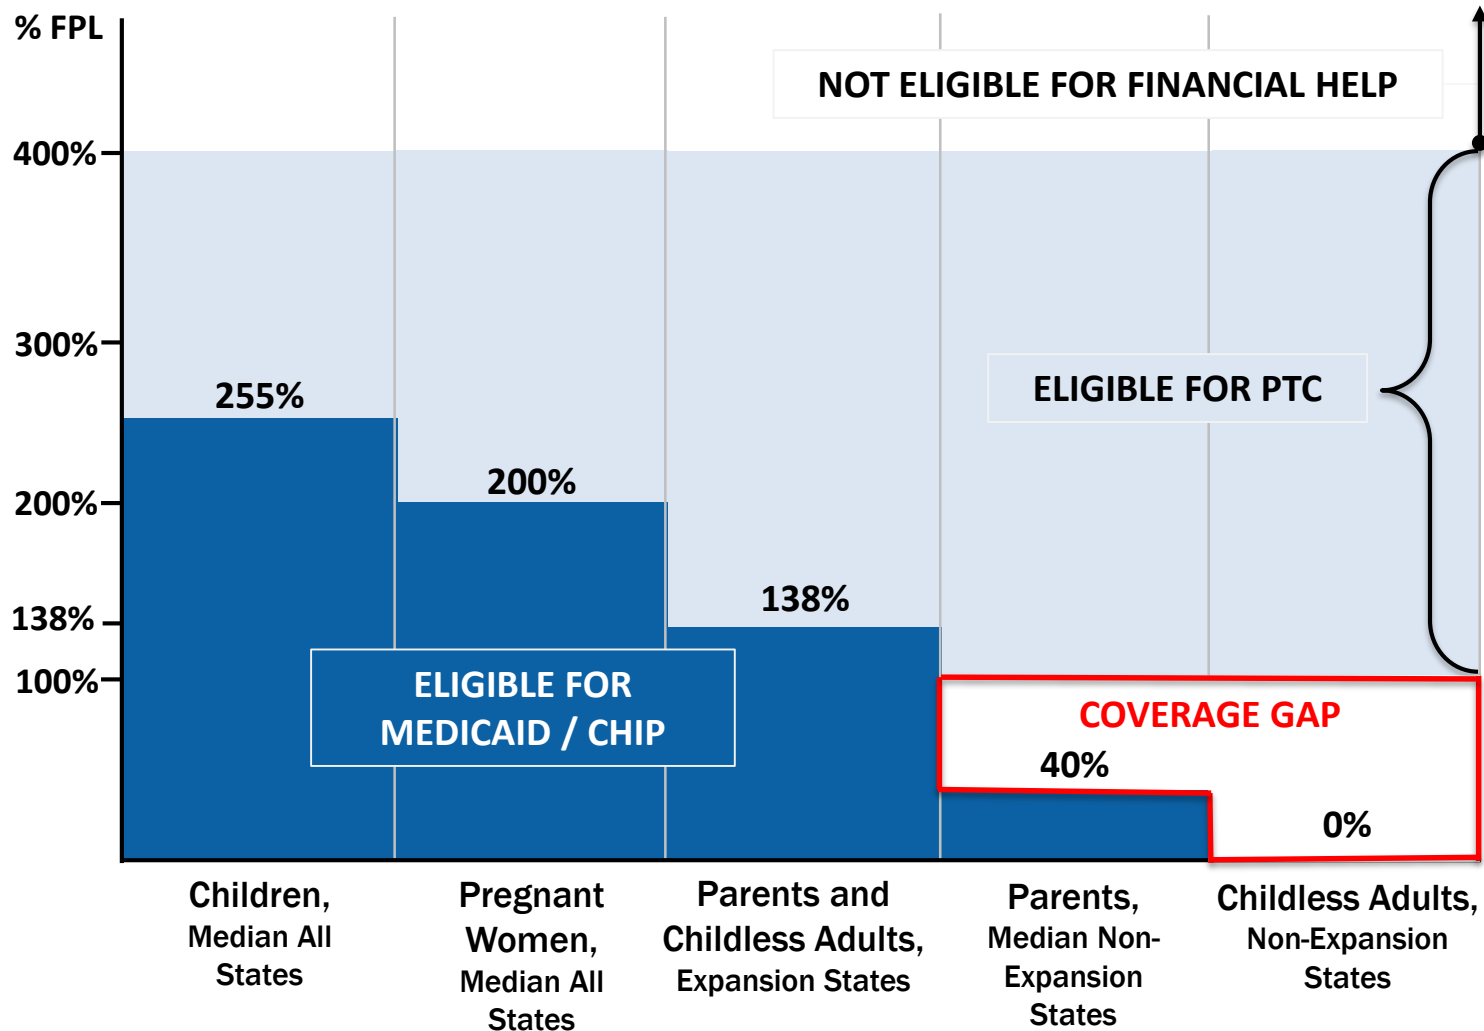 % FPL
NOT ELIGIBLE FOR FINANCIAL HELP
400%
300%
ELIGIBLE FOR PTC
255%
200%
200%
138%
138%
100%
ELIGIBLE FOR
MEDICAID / CHIP
COVERAGE GAP
40%
0%
Children,
Median All
States
Pregnant
Women,
Median All
States
Parents and
Childless Adults,
Expansion States
Parents,
Median Non-
Expansion
States
Childless Adults,
Non-Expansion
States